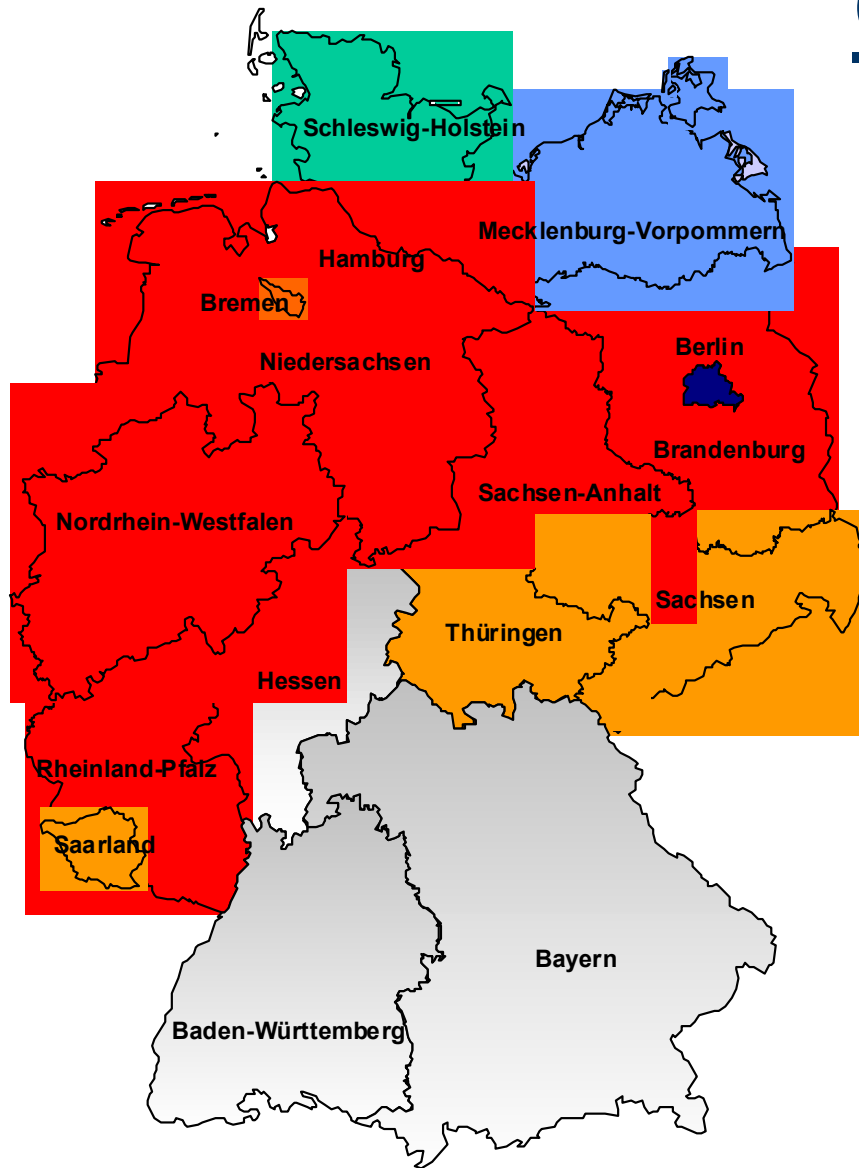 Schleswig-Holstein
Mecklenburg-Vorpommern
Hamburg
Bremen
Berlin
Niedersachsen
Brandenburg
Sachsen-Anhalt
Nordrhein-Westfalen
Sachsen
Thüringen
Hessen
Rheinland-Pfalz
Saarland
Bayern
Baden-Württemberg